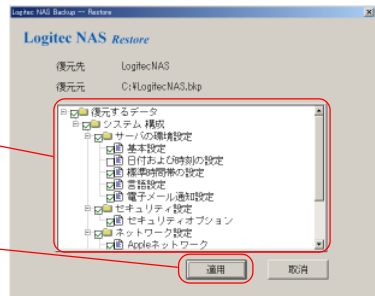 Logitec NAS Backup -- Restore
Logitec NAS Restore
復元先 LogitecNAS
復元元 C:¥LogitecNAS.bkp
復元するデータ
システム 構成
サーバの環境設定
基本設定
日付および時刻の設定
標準時間帯の設定
言語設定
電子メール通知設定
セキュリティ設定
セキュリティオプション
ネットワーク設定
Appleネットワーク
適用 取消